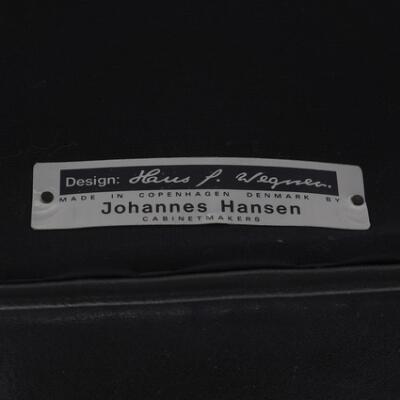 Design: Hans J. Wegner.
MADE IN COPENHAGEN DENMARK BY
Johannes Hansen
CABINETMAKERS